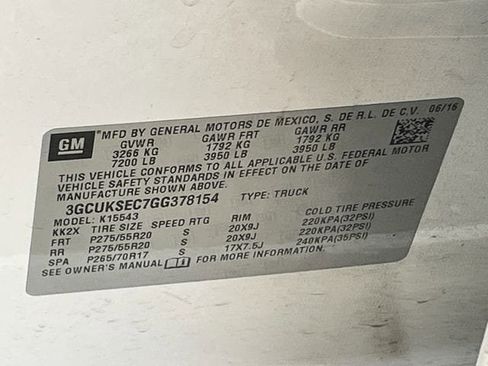 GM
MFD BY GENERAL MOTORS DE MEXICO, S. DE R.L. DE C.V. 06/16
GVWR GAWR FRT GAWR RR
3266 KG 1792 KG 1792 KG
7200 LB 3950 LB 3950 LB
THIS VEHICLE CONFORMS TO ALL APPLICABLE U.S. FEDERAL MOTOR
VEHICLE SAFETY STANDARDS IN EFFECT ON THE DATE OF
MANUFACTURE SHOWN ABOVE.
3GCUKSEC7GG378154 TYPE: TRUCK
MODEL: K15543
KK2X TIRE SIZE SPEED RTG RIM COLD TIRE PRESSURE
FRT P275/55R20 S 20X9J 220KPA(32PSI)
RR P275/55R20 S 20X9J 220KPA(32PSI)
SPA P265/70R17 S 17X7.5J 240KPA(35PSI)
SEE OWNER'S MANUAL FOR MORE INFORMATION.